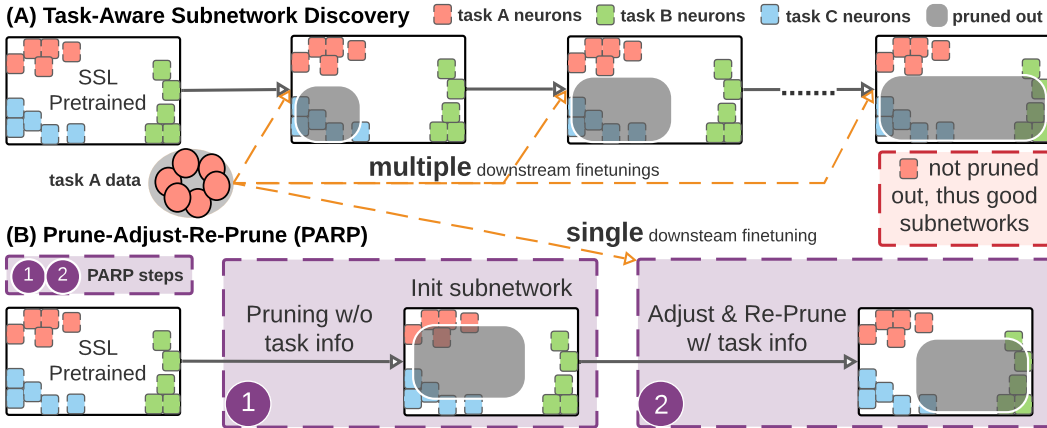 (A) Task-Aware Subnetwork Discovery
task A neurons
task B neurons
task C neurons
pruned out
SSL
Pretrained
task A data
multiple downstream finetunings
not pruned
out, thus good
subnetworks
(B) Prune-Adjust-Re-Prune (PARP)
single downsteam finetuning
1 2 PARP steps
SSL
Pretrained
Pruning w/o
task info
Init subnetwork
1
Adjust & Re-Prune
w/ task info
2